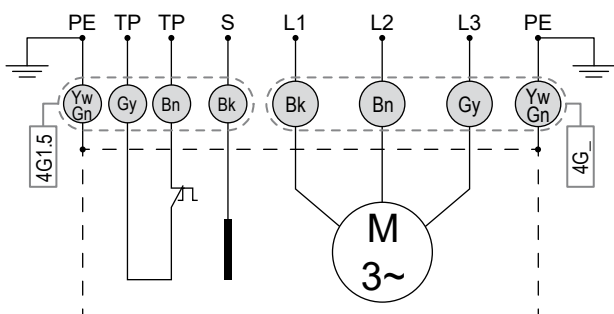 PE TP TP S L1 L2 L3 PE
Yw Gn Gy Bn Bk Bk Bn Gy Yw Gn
4G1.5
4G_
M
3~